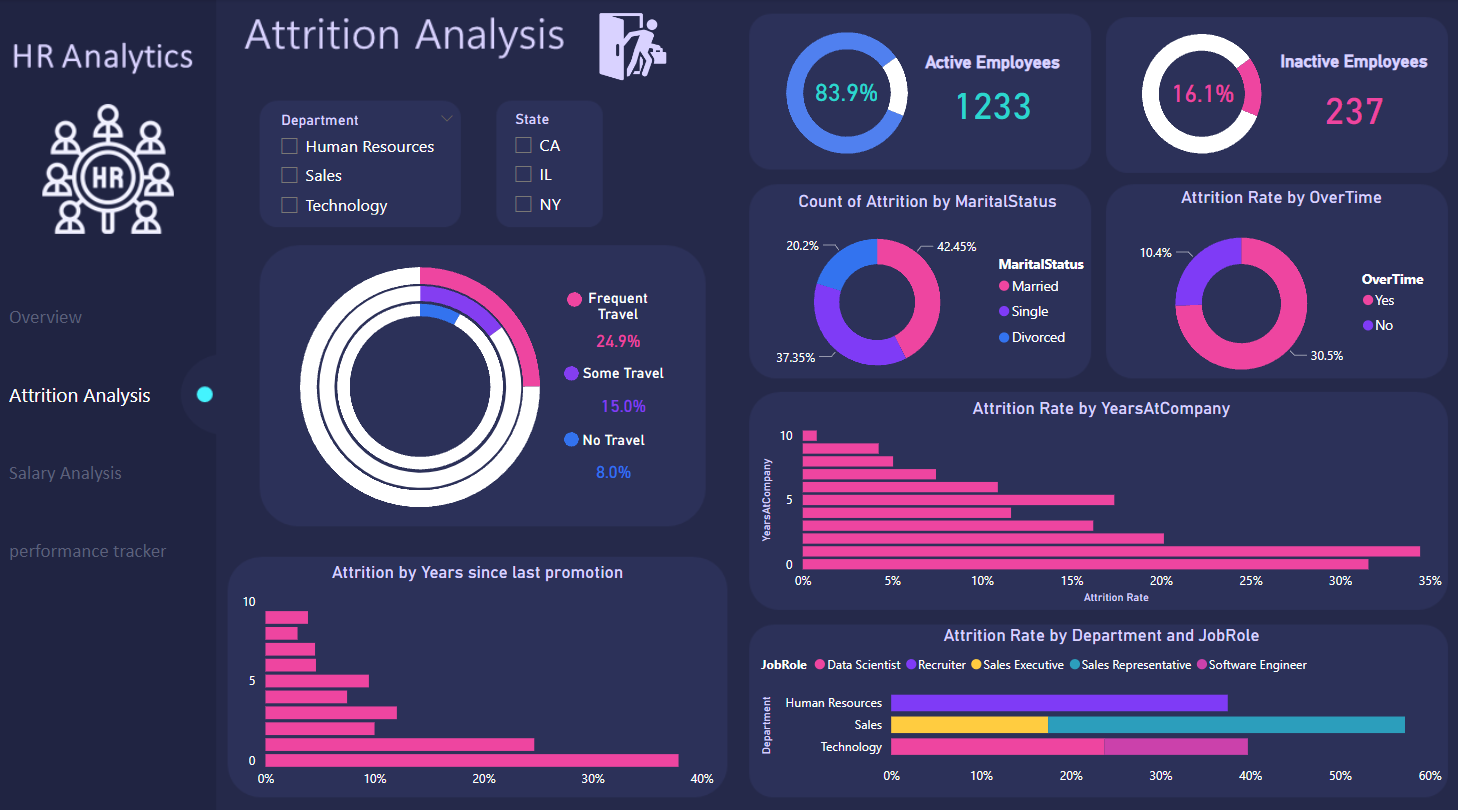 HR Analytics
HR
Overview
Attrition Analysis
Salary Analysis
performance tracker
Attrition Analysis
Department
Human Resources
Sales
Technology
State
CA
IL
NY
Frequent
Travel
24.9%
Some Travel
15.0%
No Travel
8.0%
Attrition by Years since last promotion
10
5
0
0% 10% 20% 30% 40%
83.9%
Active Employees
1233
16.1%
Inactive Employees
237
Count of Attrition by MaritalStatus
20.2%
42.45%
37.35%
MaritalStatus
Married
Single
Divorced
Attrition Rate by OverTime
10.4%
30.5%
OverTime
Yes
No
Attrition Rate by YearsAtCompany
YearsAtCompany
10
5
0
0% 5% 10% 15% 20% 25% 30% 35%
Attrition Rate
Attrition Rate by Department and JobRole
JobRole Data Scientist Recruiter Sales Executive Sales Representative Software Engineer
Department
Human Resources
Sales
Technology
0% 10% 20% 30% 40% 50% 60%